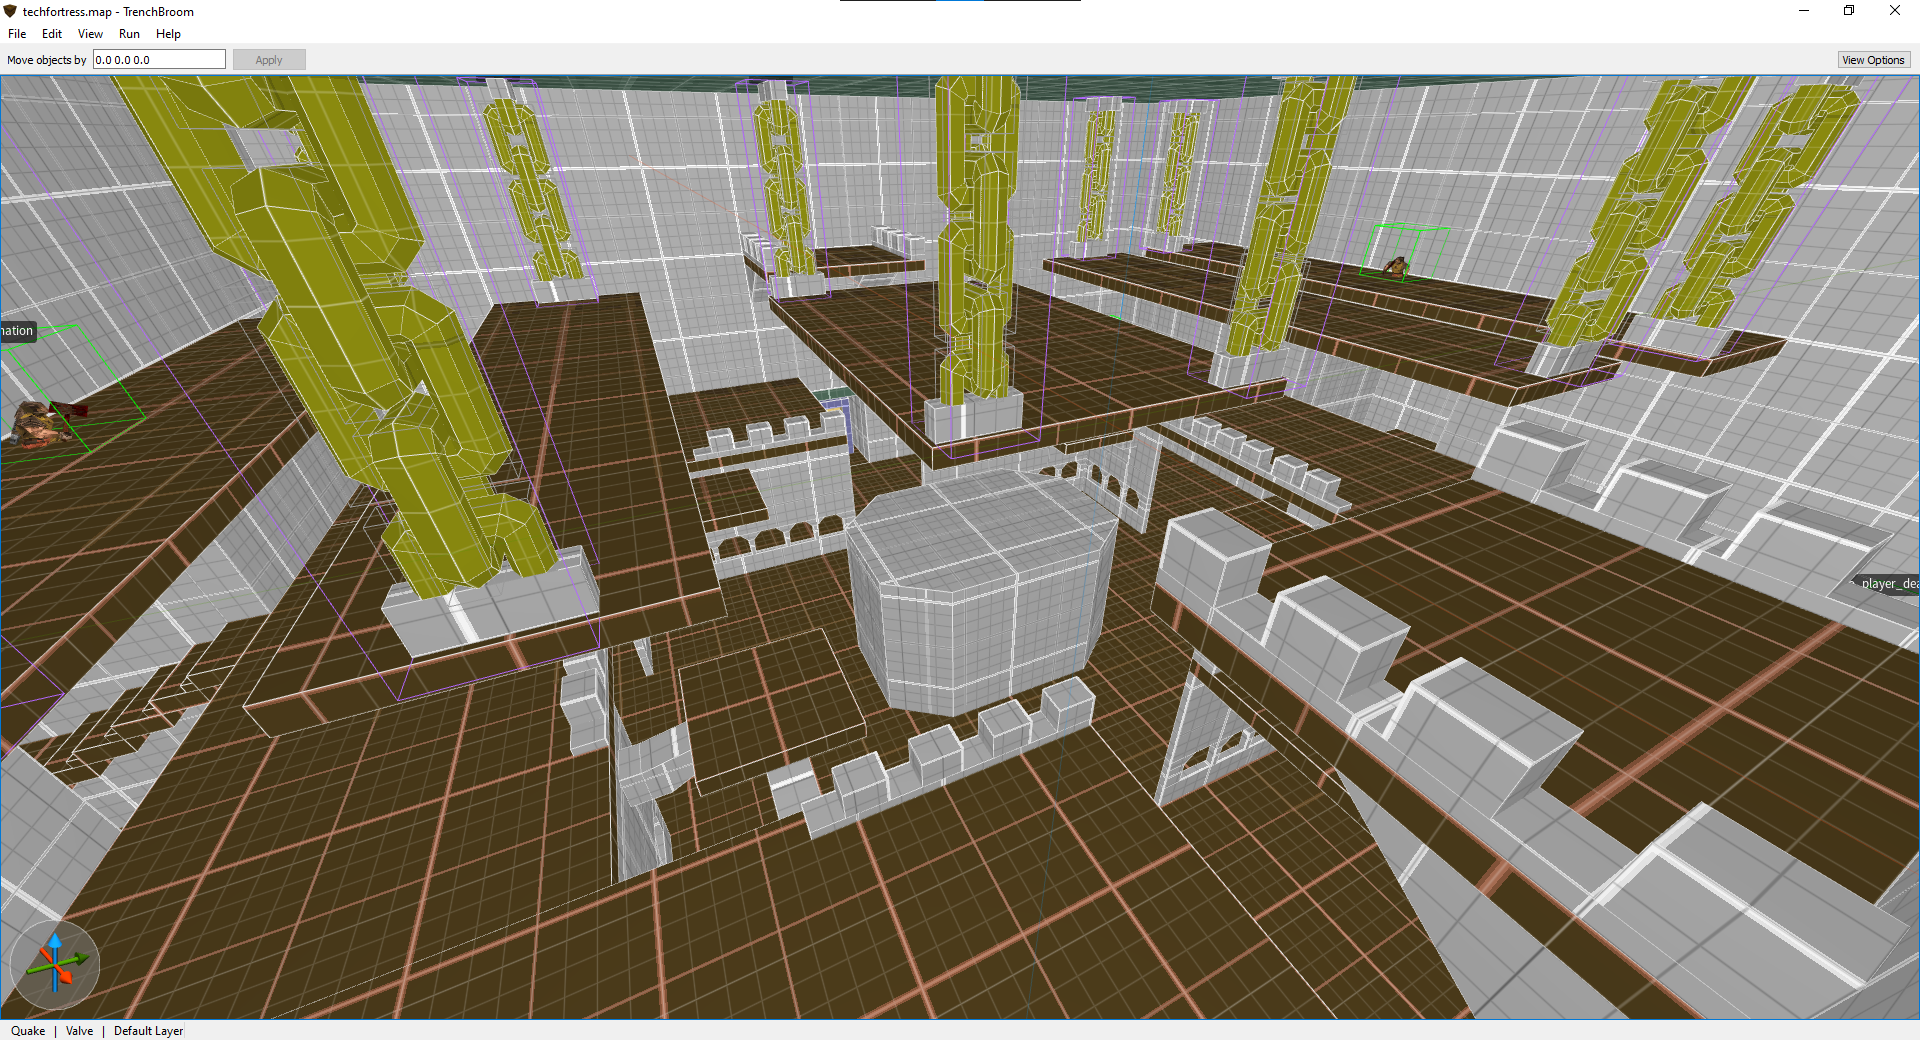 techfortress.map - TrenchBroom
File Edit View Run Help
Move objects by 0.0 0.0 0.0 Apply View Options
nation
player_dea
Quake | Valve | Default Layer